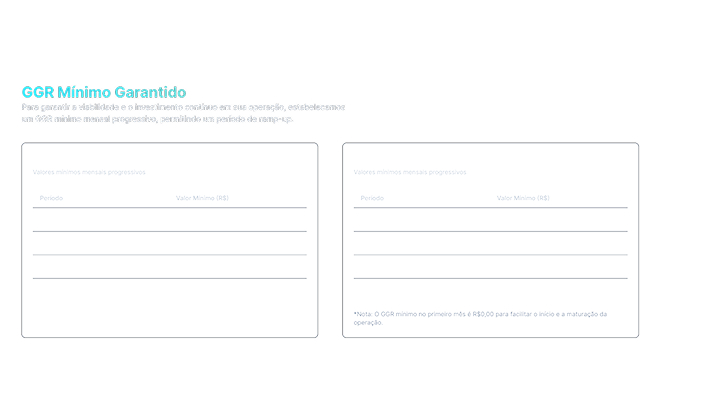 GGR Mínimo Garantido
Para garantir a viabilidade e o investimento contínuo em sua operação, estabelecemos
um GGR mínimo mensal progressivo, permitindo um período de ramp-up.
Valores mínimos mensais progressivos
Período Valor Mínimo (R$)
Valores mínimos mensais progressivos
Período Valor Mínimo (R$)
*Nota: O GGR mínimo no primeiro mês é R$0,00 para facilitar o início e a maturação da
operação.